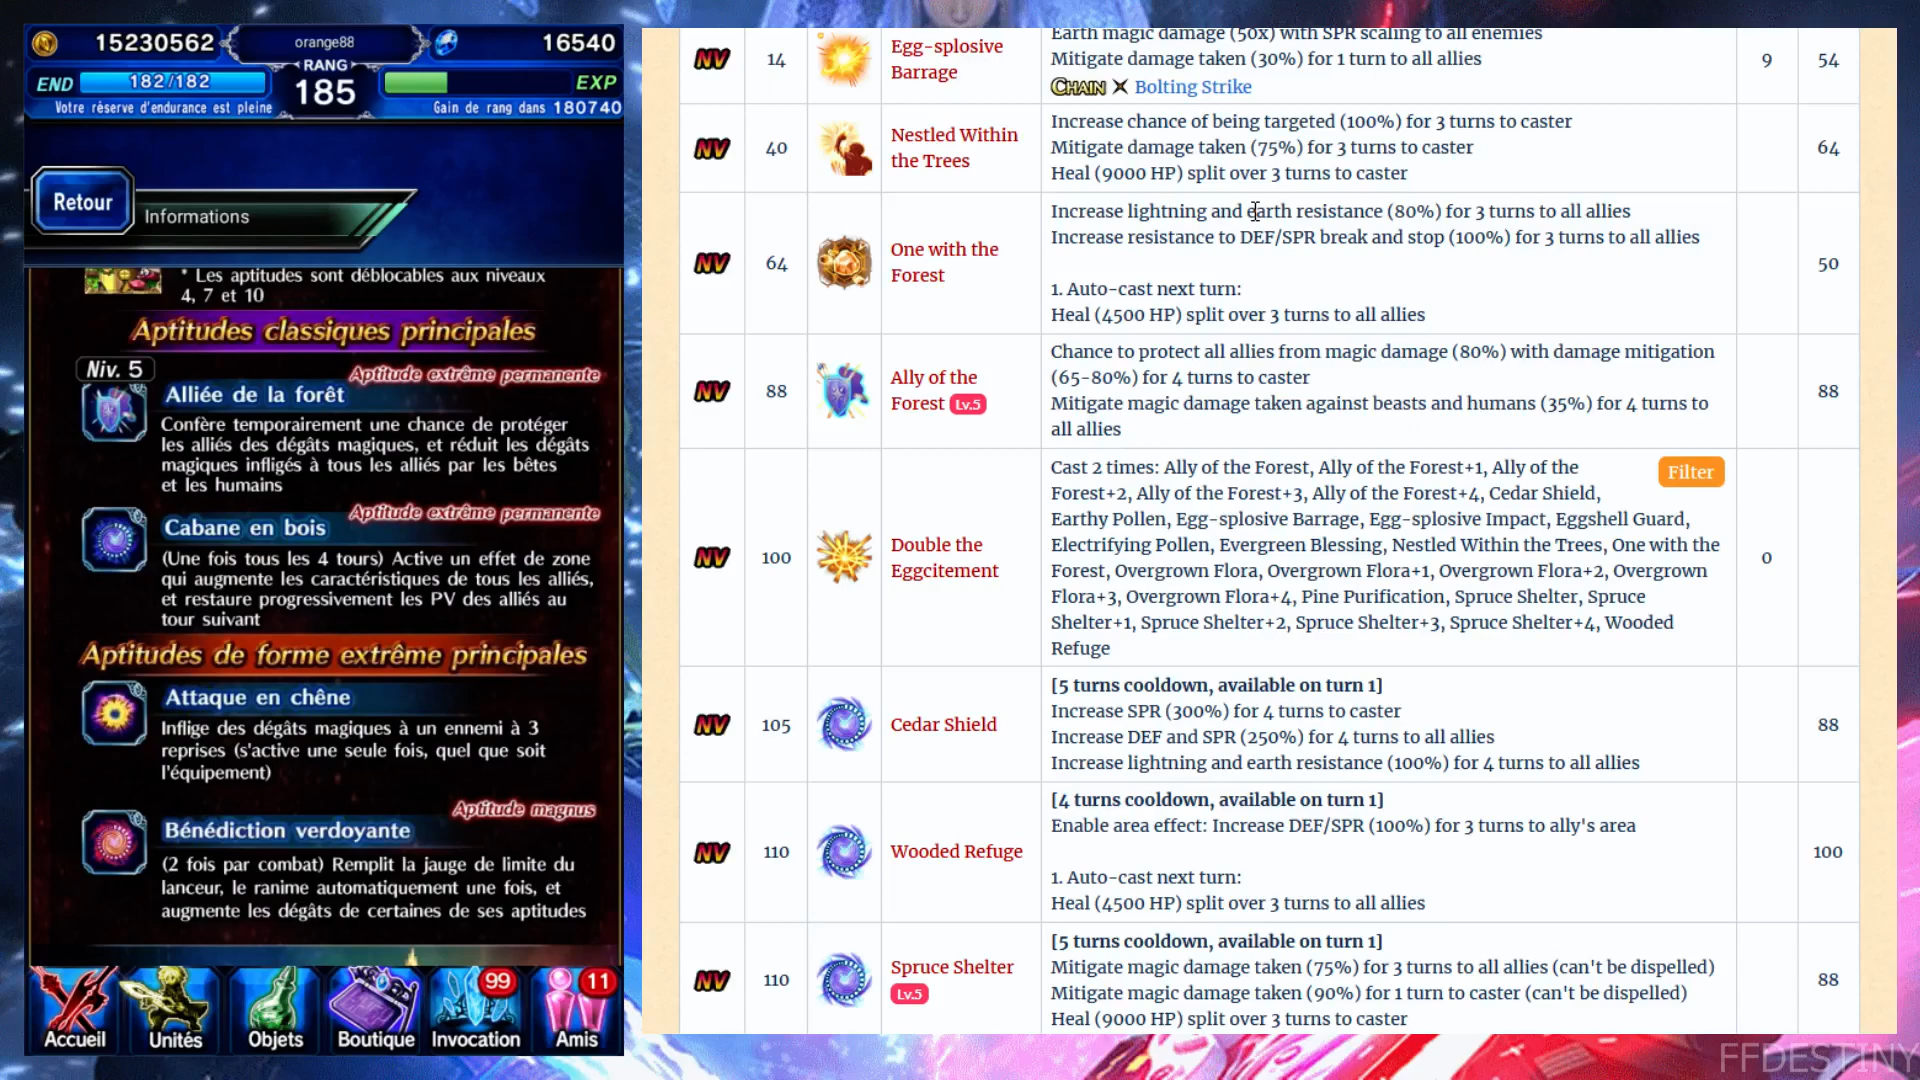 15230562
orange88
16540
RANG
185
END
182/182
EXP
Votre réserve d'endurance est pleine
Gain de rang dans 180740
Retour
Informations
* Les aptitudes sont déblocables aux niveaux
4, 7 et 10
Aptitudes classiques principales
Niv. 5
Aptitude extrême permanente
Alliée de la forêt
Confère temporairement une chance de protéger
les alliés des dégâts magiques, et réduit les dégâts
magiques infligés à tous les alliés par les bêtes
et les humains
Aptitude extrême permanente
Cabane en bois
(Une fois tous les 4 tours) Active un effet de zone
qui augmente les caractéristiques de tous les alliés,
et restaure progressivement les PV des alliés au
tour suivant
Aptitudes de forme extrême principales
Attaque en chêne
Inflige des dégâts magiques à un ennemi à 3
reprises (s'active une seule fois, quel que soit
l'équipement)
Aptitude magnus
Bénédiction verdoyante
(2 fois par combat) Remplit la jauge de limite du
lanceur, le ranime automatiquement une fois, et
augmente les dégâts de certaines de ses aptitudes
99
11
Accueil
Unités
Objets
Boutique
Invocation
Amis
NV
14
Egg-splosive
Barrage
Earth magic damage (50x) with SPR scaling to all enemies
Mitigate damage taken (30%) for 1 turn to all allies
CHAIN Bolting Strike
9
54
NV
40
Nestled Within
the Trees
Increase chance of being targeted (100%) for 3 turns to caster
Mitigate damage taken (75%) for 3 turns to caster
Heal (9000 HP) split over 3 turns to caster
64
NV
64
One with the
Forest
Increase lightning and earth resistance (80%) for 3 turns to all allies
Increase resistance to DEF/SPR break and stop (100%) for 3 turns to all allies
1. Auto-cast next turn:
Heal (4500 HP) split over 3 turns to all allies
50
NV
88
Ally of the
Forest Lv.5
Chance to protect all allies from magic damage (80%) with damage mitigation
(65-80%) for 4 turns to caster
Mitigate magic damage taken against beasts and humans (35%) for 4 turns to
all allies
88
NV
100
Double the
Eggcitement
Cast 2 times: Ally of the Forest, Ally of the Forest+1, Ally of the
Forest+2, Ally of the Forest+3, Ally of the Forest+4, Cedar Shield,
Earthy Pollen, Egg-splosive Barrage, Egg-splosive Impact, Eggshell Guard,
Electrifying Pollen, Evergreen Blessing, Nestled Within the Trees, One with the
Forest, Overgrown Flora, Overgrown Flora+1, Overgrown Flora+2, Overgrown
Flora+3, Overgrown Flora+4, Pine Purification, Spruce Shelter, Spruce
Shelter+1, Spruce Shelter+2, Spruce Shelter+3, Spruce Shelter+4, Wooded
Refuge
Filter
0
NV
105
Cedar Shield
[5 turns cooldown, available on turn 1]
Increase SPR (300%) for 4 turns to caster
Increase DEF and SPR (250%) for 4 turns to all allies
Increase lightning and earth resistance (100%) for 4 turns to all allies
88
NV
110
Wooded Refuge
[4 turns cooldown, available on turn 1]
Enable area effect: Increase DEF/SPR (100%) for 3 turns to ally's area
1. Auto-cast next turn:
Heal (4500 HP) split over 3 turns to all allies
100
NV
110
Spruce Shelter
Lv.5
[5 turns cooldown, available on turn 1]
Mitigate magic damage taken (75%) for 3 turns to all allies (can't be dispelled)
Mitigate magic damage taken (90%) for 1 turn to caster (can't be dispelled)
Heal (9000 HP) split over 3 turns to caster
88
FFDESTINY